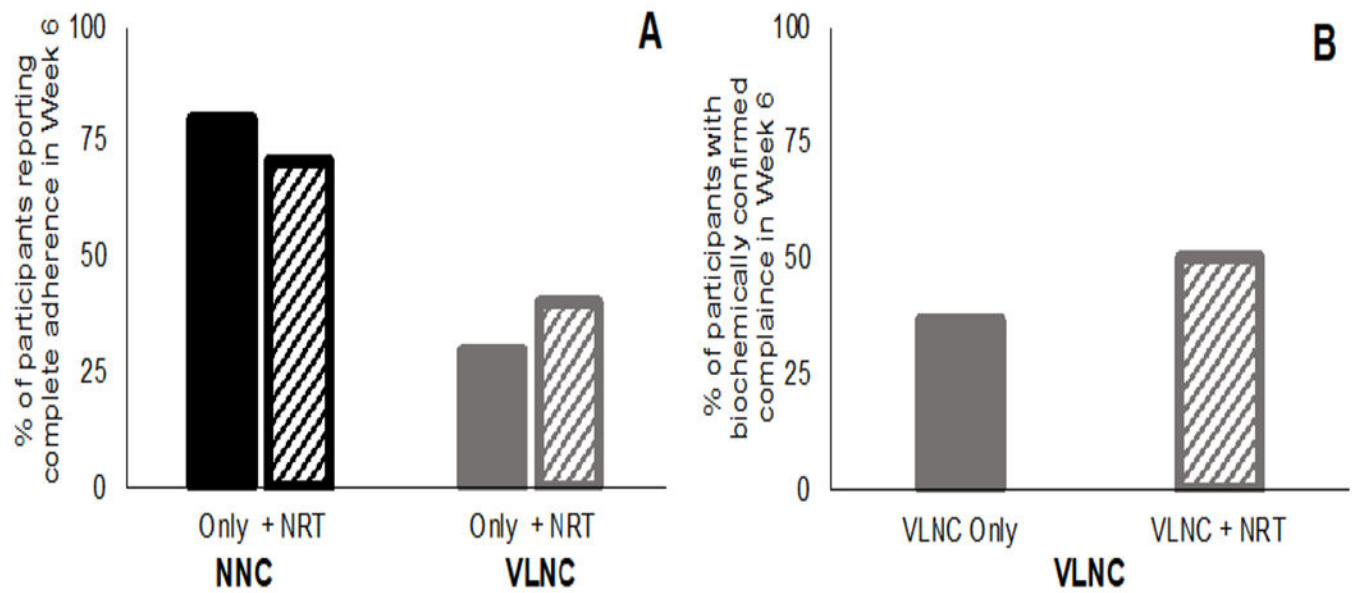 A
% of participants reporting
complete adherence in Week 6
100
75
50
25
0
Only + NRT
Only + NRT
NNC
VLNC
B
% of participants with
biochemically confirmed
complaince in Week 6
100
75
50
25
0
VLNC Only
VLNC + NRT
VLNC